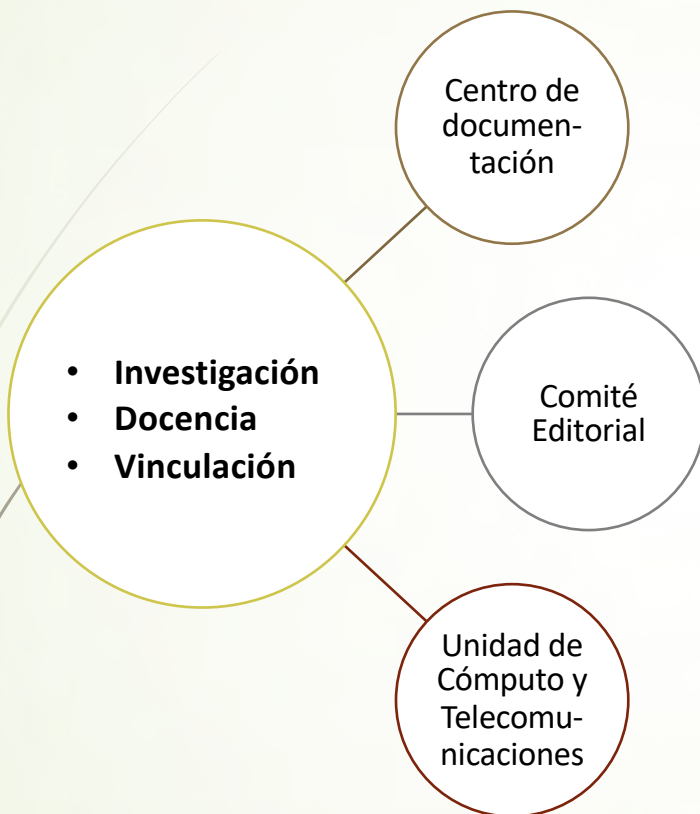 Centro de
documen-
tación
• Investigación
• Docencia
• Vinculación
Comité
Editorial
Unidad de
Cómputo y
Telecomu-
nicaciones